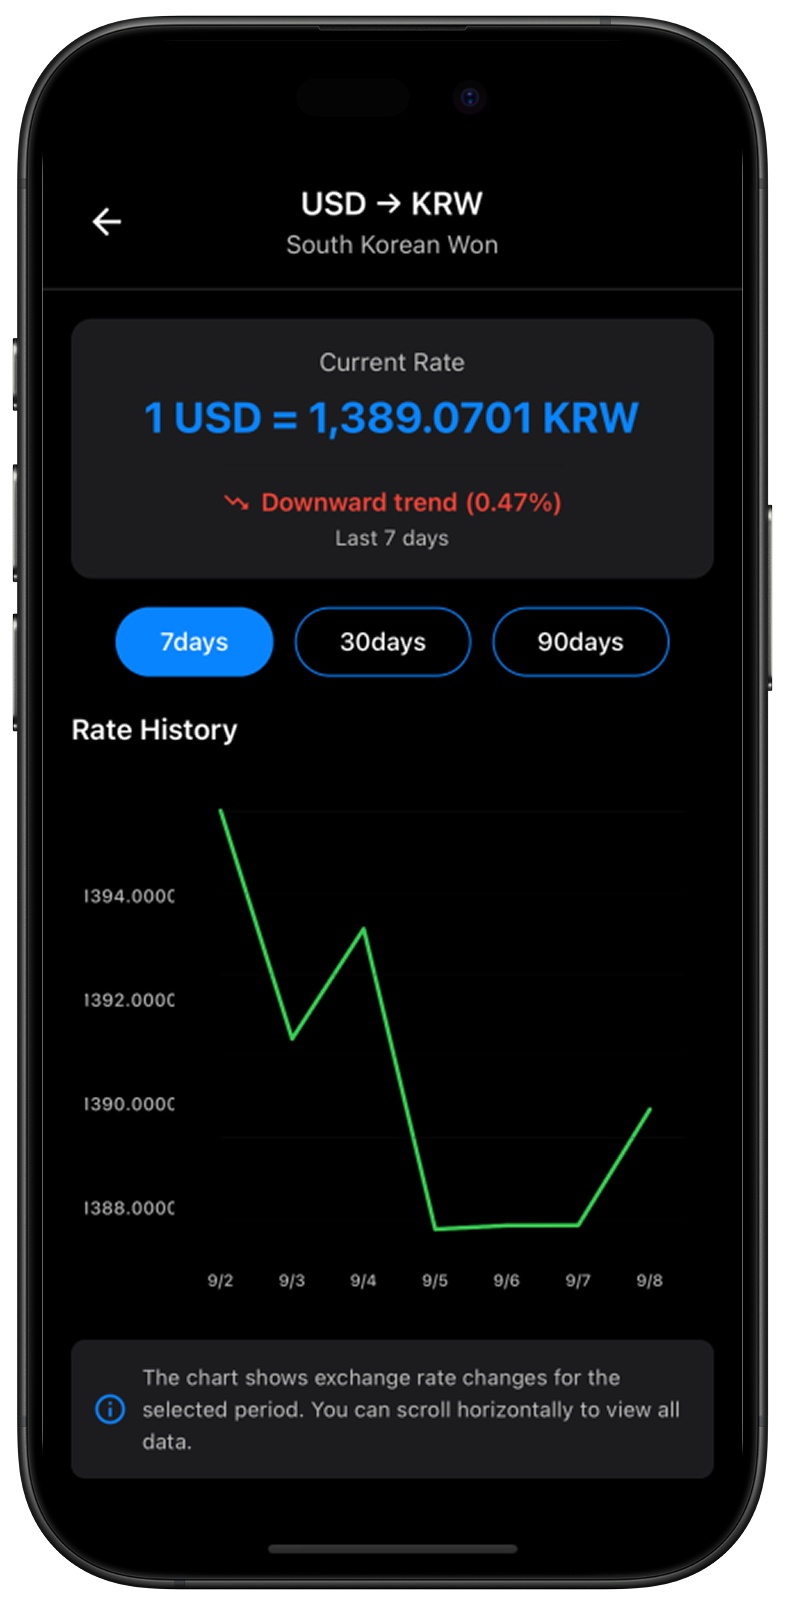 USD → KRW
South Korean Won
Current Rate
1 USD = 1,389.0701 KRW
Downward trend (0.47%)
Last 7 days
7days 30days 90days
Rate History
1394.0000
1392.0000
1390.0000
1388.0000
9/2 9/3 9/4 9/5 9/6 9/7 9/8
The chart shows exchange rate changes for the
selected period. You can scroll horizontally to view all
data.